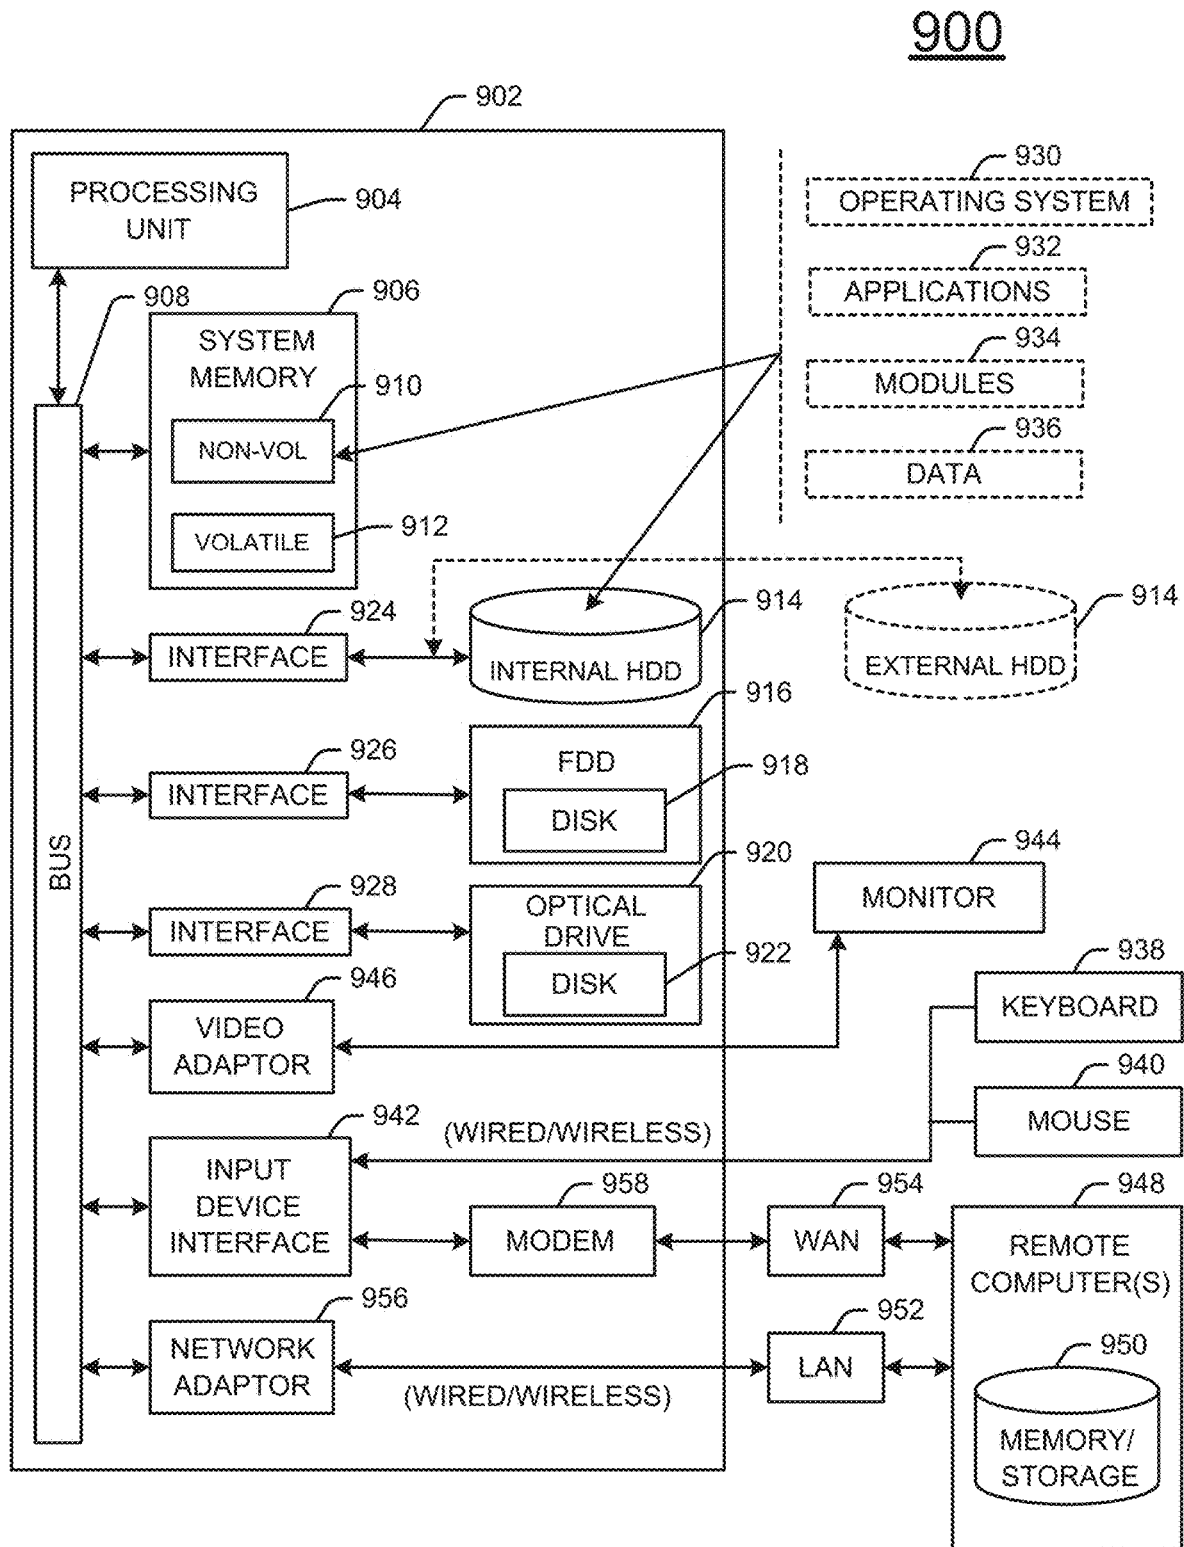 900
902
PROCESSING
UNIT
904
908
906
SYSTEM
MEMORY
910
NON-VOL
912
VOLATILE
930
OPERATING SYSTEM
932
APPLICATIONS
934
MODULES
936
DATA
924
INTERFACE
914
INTERNAL HDD
914
EXTERNAL HDD
916
926
INTERFACE
FDD
918
DISK
BUS
920
928
INTERFACE
OPTICAL
DRIVE
922
DISK
944
MONITOR
946
VIDEO
ADAPTOR
938
KEYBOARD
940
MOUSE
942
(WIRED/WIRELESS)
INPUT
DEVICE
INTERFACE
958
MODEM
954
WAN
948
REMOTE
COMPUTER(S)
956
NETWORK
ADAPTOR
(WIRED/WIRELESS)
952
LAN
950
MEMORY/
STORAGE